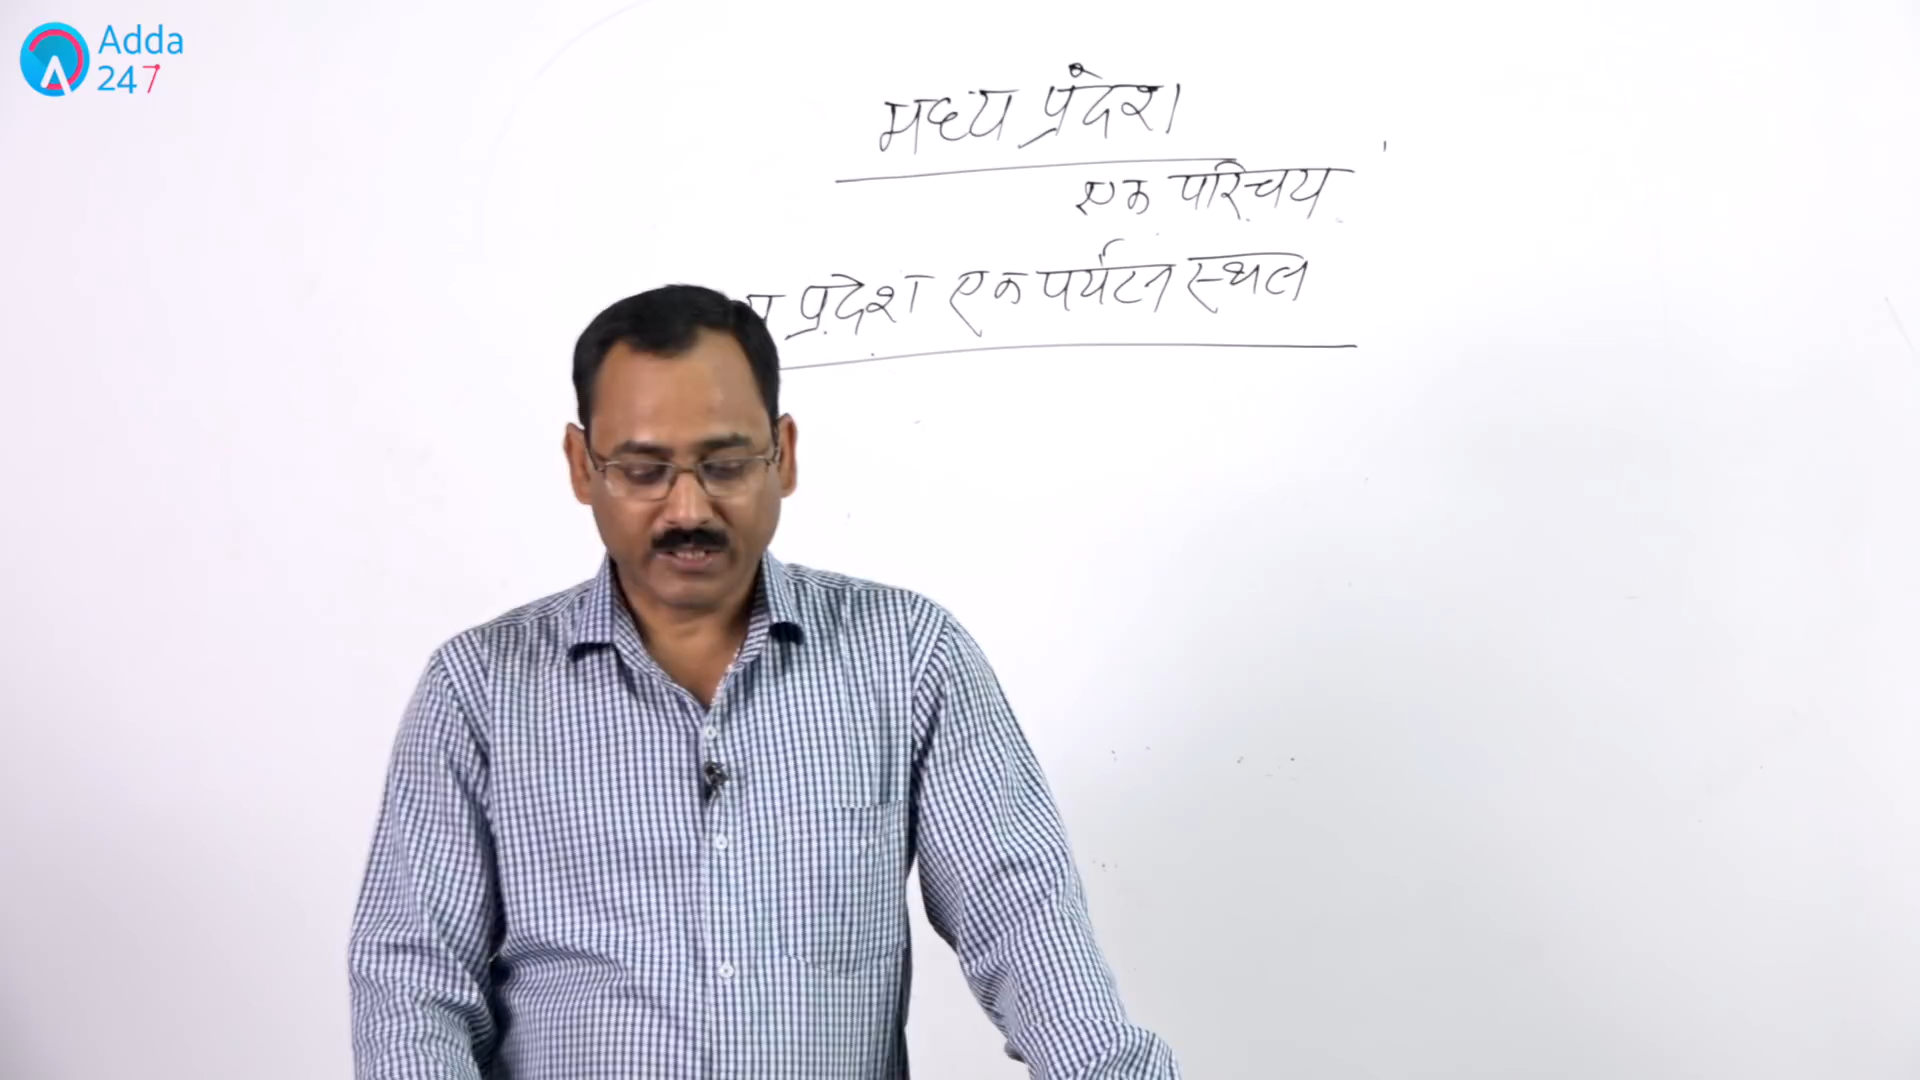 Adda
247
मध्य प्रदेश
एक परिचय
प्रदेश एक पर्यटन स्थल